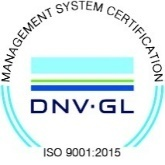 MANAGEMENT SYSTEM CERTIFICATION
DNV·GL
ISO 9001:2015